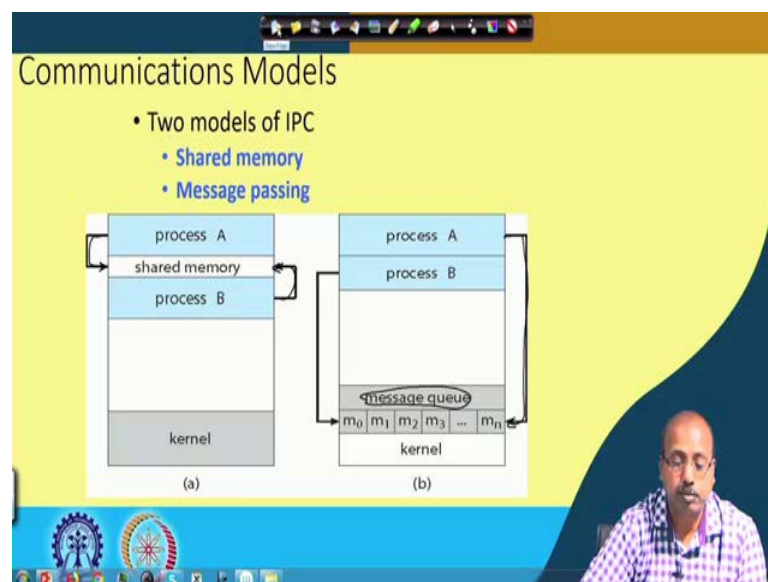 Communications Models
• Two models of IPC
• Shared memory
• Message passing
process A
shared memory
process B
kernel
(a)
process A
process B
message queue
m₀ m₁ m₂ m₃ ... mₙ
kernel
(b)